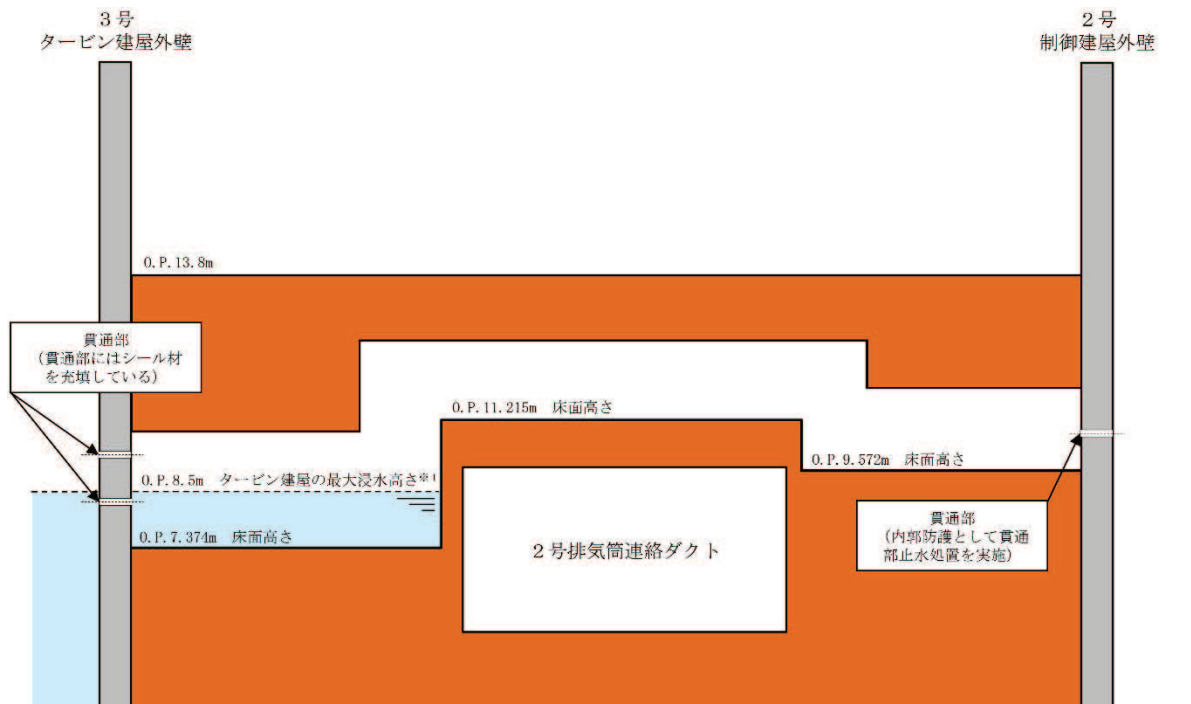 3号
タービン建屋外壁
2号
制御建屋外壁
O.P.13.8m
貫通部
(貫通部にはシール材
を充填している)
O.P.11.215m 床面高さ
O.P.9.572m 床面高さ
O.P.8.5m タービン建屋の最大浸水高さ※1
O.P.7.374m 床面高さ
2号排気筒連絡ダクト
貫通部
(内郭防護として貫通
部止水処置を実施)